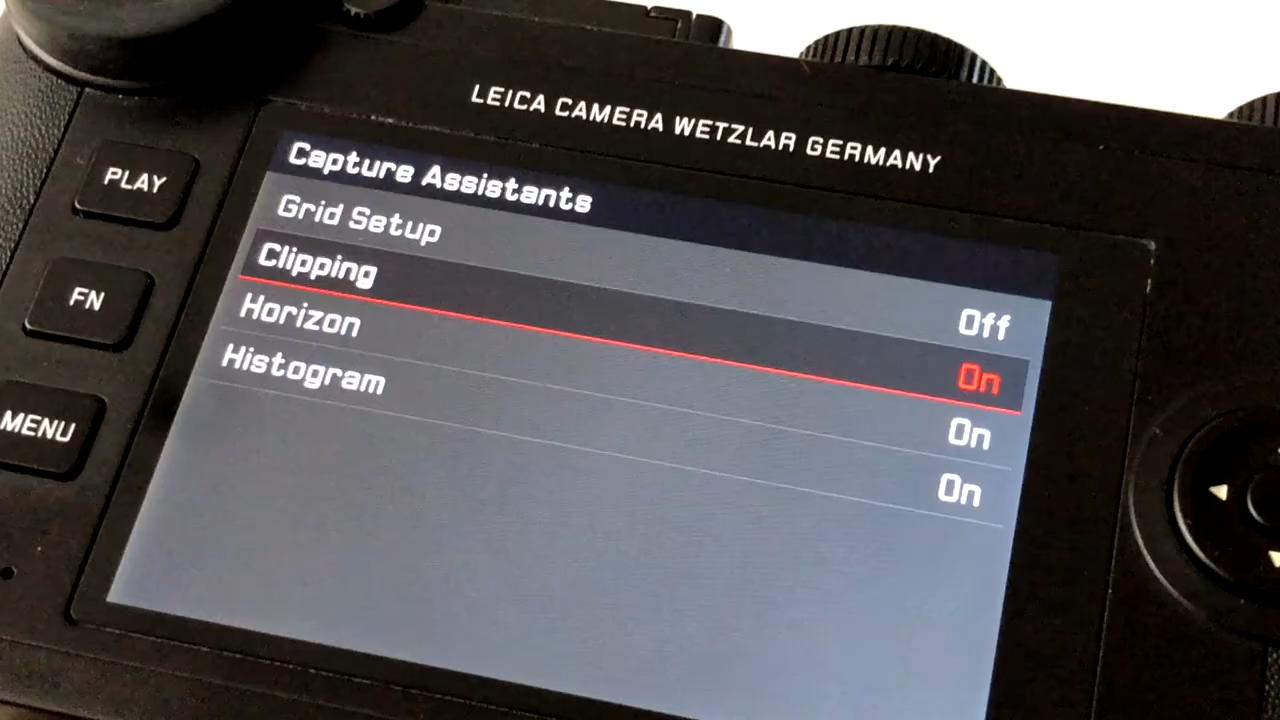 LEICA CAMERA WETZLAR GERMANY
PLAY
FN
MENU
Capture Assistants
Grid Setup Off
Clipping On
Horizon On
Histogram On